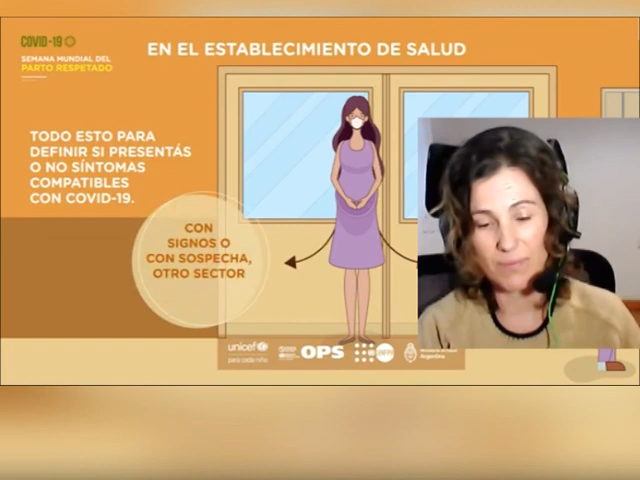 COVID-19
SEMANA MUNDIAL DEL
PARTO RESPETADO
EN EL ESTABLECIMIENTO DE SALUD
TODO ESTO PARA
DEFINIR SI PRESENTÁS
O NO SÍNTOMAS
COMPATIBLES
CON COVID-19.
CON
SIGNOS O
CON SOSPECHA,
OTRO SECTOR
unicef
para cada niño
OPS
Argentina